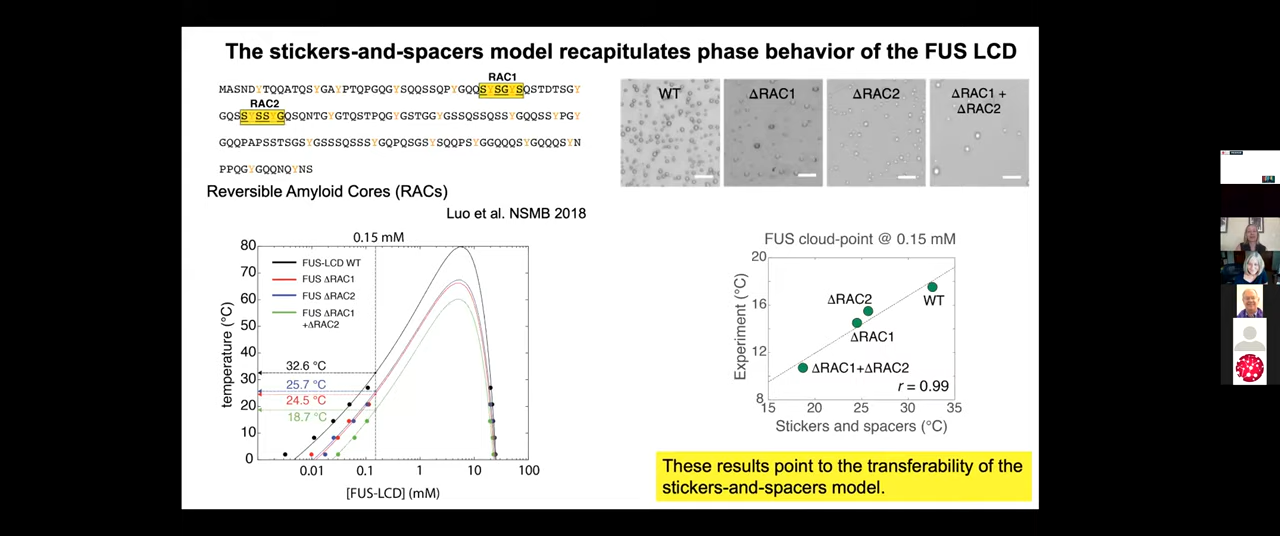 The stickers-and-spacers model recapitulates phase behavior of the FUS LCD
RAC1
MASNDYTQQATQSYGAYPTQPGQGYSQQSSQPYGQQSYSGYSQSTDTSGY
RAC2
GQSSYSSYGQSQNTGYGTQSTPQGYGSTGGYGSSQSSQSSYGQQSSYPGY
GQQPAPSSTSGSYGSSSQSSSYGQPQSGSYSQQPSYGGQQQSYGQQQSYN
PPQGYGQQNQYNS
Reversible Amyloid Cores (RACs)
Luo et al. NSMB 2018
WT
ΔRAC1
ΔRAC2
ΔRAC1 +
ΔRAC2
0.15 mM
80
70
60
50
40
30
20
10
0
temperature (°C)
FUS-LCD WT
FUS ΔRAC1
FUS ΔRAC2
FUS ΔRAC1
+ΔRAC2
32.6 °C
25.7 °C
24.5 °C
18.7 °C
0.01 0.1 1 10 100
[FUS-LCD] (mM)
FUS cloud-point @ 0.15 mM
20
16
12
8
Experiment (°C)
ΔRAC2
WT
ΔRAC1
ΔRAC1+ΔRAC2
r = 0.99
15 20 25 30 35
Stickers and spacers (°C)
These results point to the transferability of the
stickers-and-spacers model.